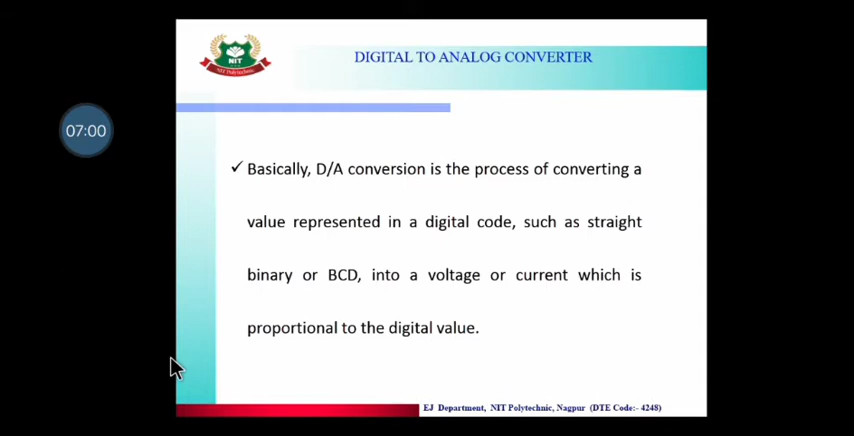 DIGITAL TO ANALOG CONVERTER
NIT
NIT Polytechnic
07:00
✓ Basically, D/A conversion is the process of converting a
value represented in a digital code, such as straight
binary or BCD, into a voltage or current which is
proportional to the digital value.
EJ Department, NIT Polytechnic, Nagpur (DTE Code:- 4248)